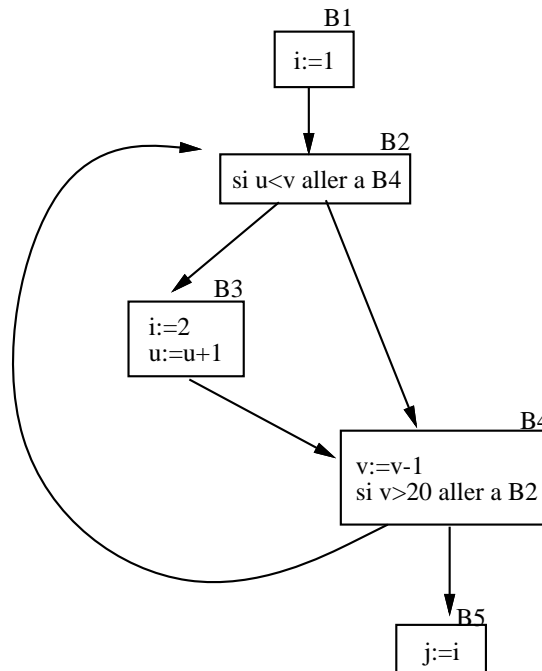 B1
i:=1
B2
si u<v aller a B4
B3
i:=2
u:=u+1
B4
v:=v-1
si v>20 aller a B2
B5
j:=i